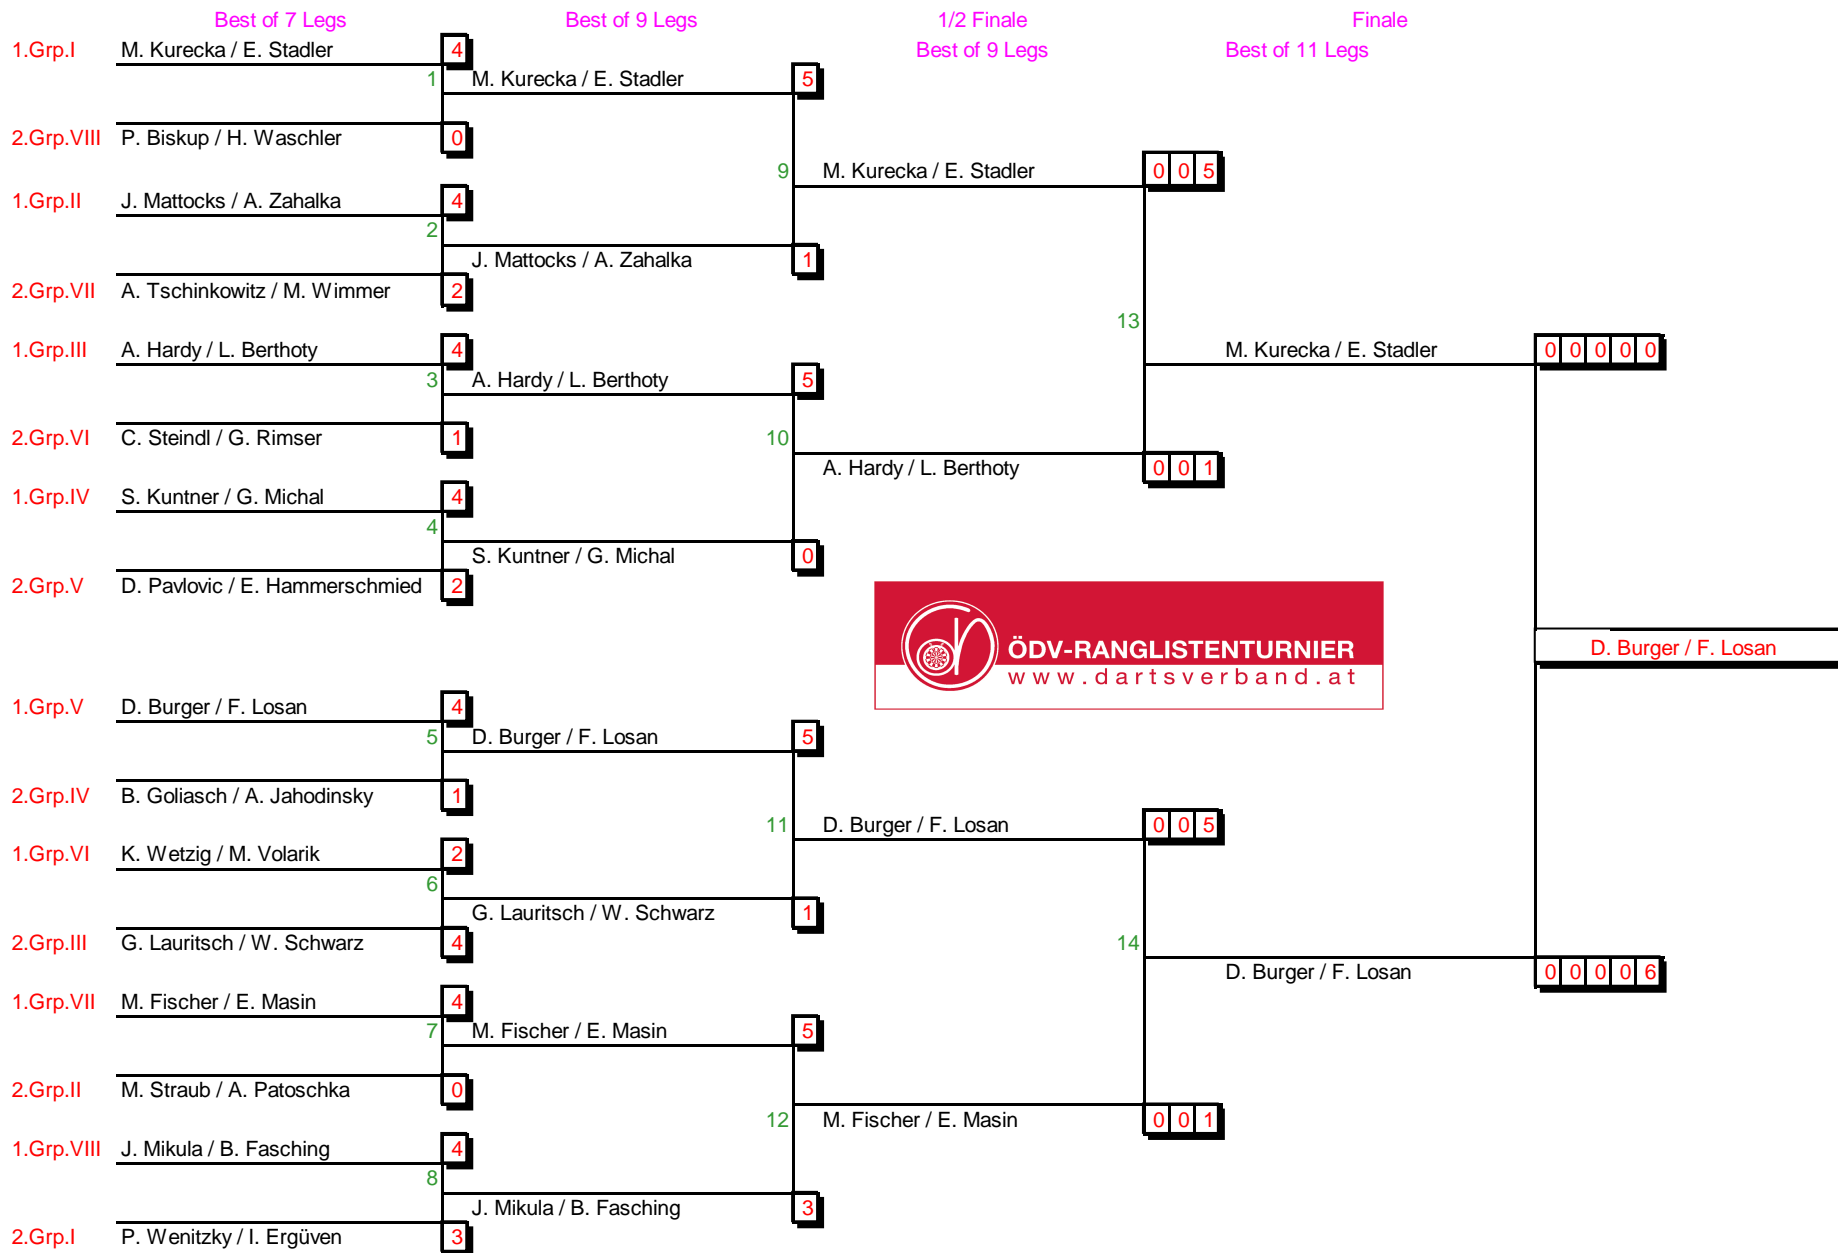 Best of 7 Legs Best of 9 Legs 1/2 Finale Finale
1.Grp.I M. Kurecka / E. Stadler 4 Best of 9 Legs Best of 11 Legs
1 M. Kurecka / E. Stadler 5
2.Grp.VIII P. Biskup / H. Waschler 0
9 M. Kurecka / E. Stadler 0 0 5
1.Grp.II J. Mattocks / A. Zahalka 4
2
J. Mattocks / A. Zahalka 1
2.Grp.VII A. Tschinkowitz / M. Wimmer 2
13
1.Grp.III A. Hardy / L. Berthoty 4 M. Kurecka / E. Stadler 0 0 0 0 0
3 A. Hardy / L. Berthoty 5
2.Grp.VI C. Steindl / G. Rimser 1 10
A. Hardy / L. Berthoty 0 0 1
1.Grp.IV S. Kuntner / G. Michal 4
4
S. Kuntner / G. Michal 0
2.Grp.V D. Pavlovic / E. Hammerschmied 2
ÖDV-RANGLISTENTURNIER
www.dartsverband.at
D. Burger / F. Losan
1.Grp.V D. Burger / F. Losan 4
5 D. Burger / F. Losan 5
2.Grp.IV B. Goliasch / A. Jahodinsky 1
11 D. Burger / F. Losan 0 0 5
1.Grp.VI K. Wetzig / M. Volarik 2
6
G. Lauritsch / W. Schwarz 1
2.Grp.III G. Lauritsch / W. Schwarz 4 14
D. Burger / F. Losan 0 0 0 0 6
1.Grp.VII M. Fischer / E. Masin 4
7 M. Fischer / E. Masin 5
2.Grp.II M. Straub / A. Patoschka 0
12 M. Fischer / E. Masin 0 0 1
1.Grp.VIII J. Mikula / B. Fasching 4
8
J. Mikula / B. Fasching 3
2.Grp.I P. Wenitzky / I. Ergüven 3